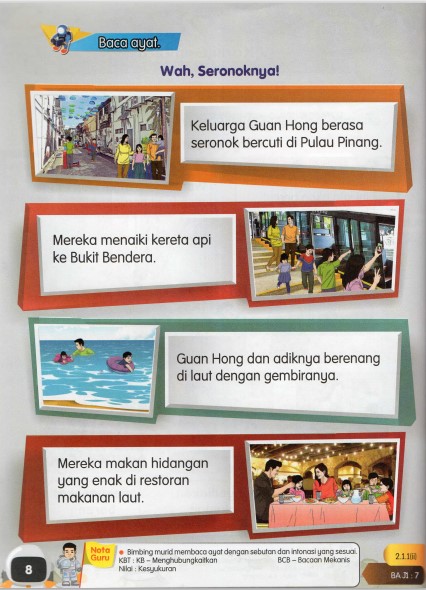 Baca ayat.
Wah, Seronoknya!
Keluarga Guan Hong berasa
seronok bercuti di Pulau Pinang.
Mereka menaiki kereta api
ke Bukit Bendera.
Guan Hong dan adiknya berenang
di laut dengan gembiranya.
Mereka makan hidangan
yang enak di restoran
makanan laut.
8
Nota
Guru
• Bimbing murid membaca ayat dengan sebutan dan intonasi yang sesuai.
KBT : KB – Menghubungkaitkan BCB – Bacaan Mekanis
Nilai : Kesyukuran
2.1.1(i)